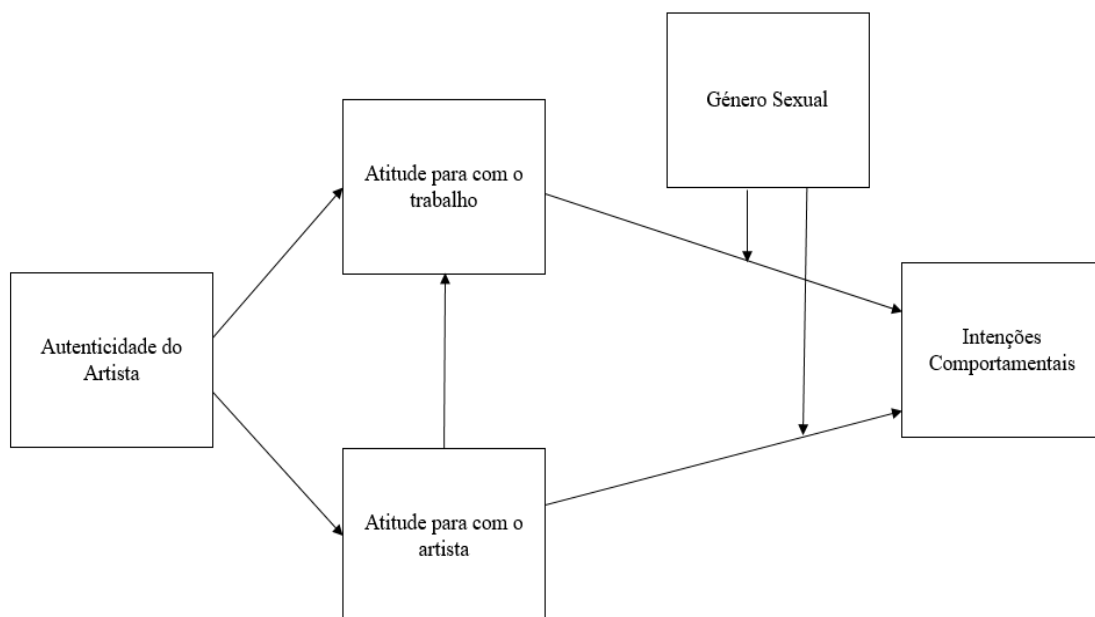 Género Sexual
Atitude para com o
trabalho
Autenticidade do
Artista
Intenções
Comportamentais
Atitude para com o
artista